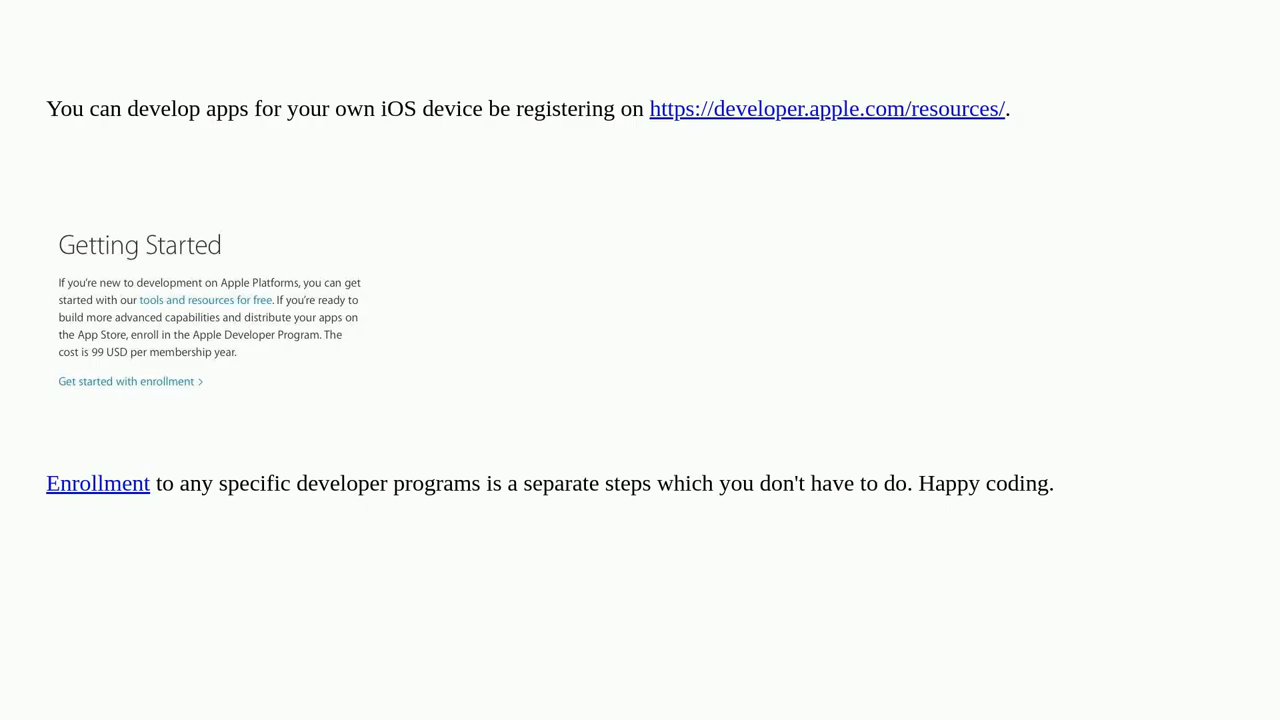 You can develop apps for your own iOS device be registering on https://developer.apple.com/resources/.
Getting Started
If you're new to development on Apple Platforms, you can get
started with our tools and resources for free. If you're ready to
build more advanced capabilities and distribute your apps on
the App Store, enroll in the Apple Developer Program. The
cost is 99 USD per membership year.
Get started with enrollment >
Enrollment to any specific developer programs is a separate steps which you don't have to do. Happy coding.